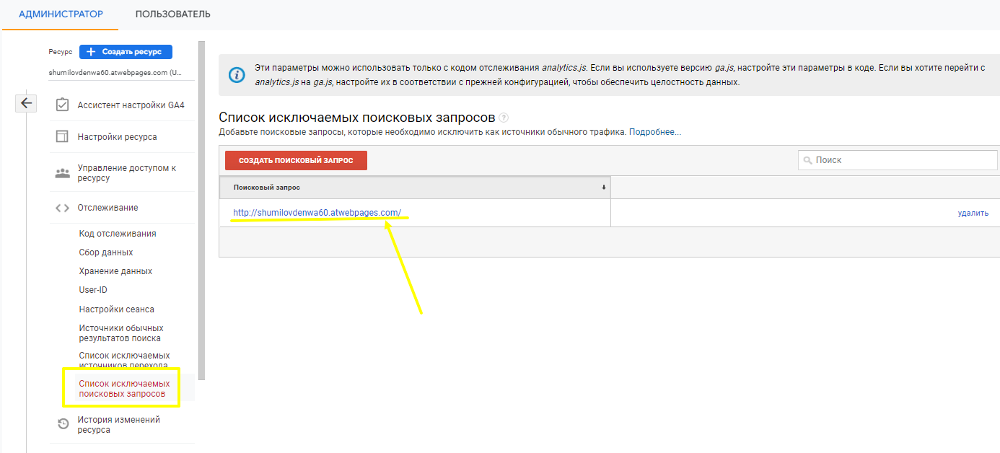 АДМИНИСТРАТОР ПОЛЬЗОВАТЕЛЬ
Ресурс + Создать ресурс
shumilovdenwa60.atwebpages.com (U...
Ассистент настройки GA4
Настройки ресурса
Управление доступом к
ресурсу
Отслеживание
Код отслеживания
Сбор данных
Хранение данных
User-ID
Настройки сеанса
Источники обычных
результатов поиска
Список исключаемых
источников перехода
Список исключаемых
поисковых запросов
История изменений
ресурса
Эти параметры можно использовать только с кодом отслеживания analytics.js. Если вы используете версию ga.js, настройте эти параметры в коде. Если вы хотите перейти с
analytics.js на ga.js, настройте их в соответствии с прежней конфигурацией, чтобы обеспечить целостность данных.
Список исключаемых поисковых запросов ?
Добавьте поисковые запросы, которые необходимо исключить как источники обычного трафика. Подробнее...
СОЗДАТЬ ПОИСКОВЫЙ ЗАПРОС Поиск
Поисковый запрос
http://shumilovdenwa60.atwebpages.com/ удалить